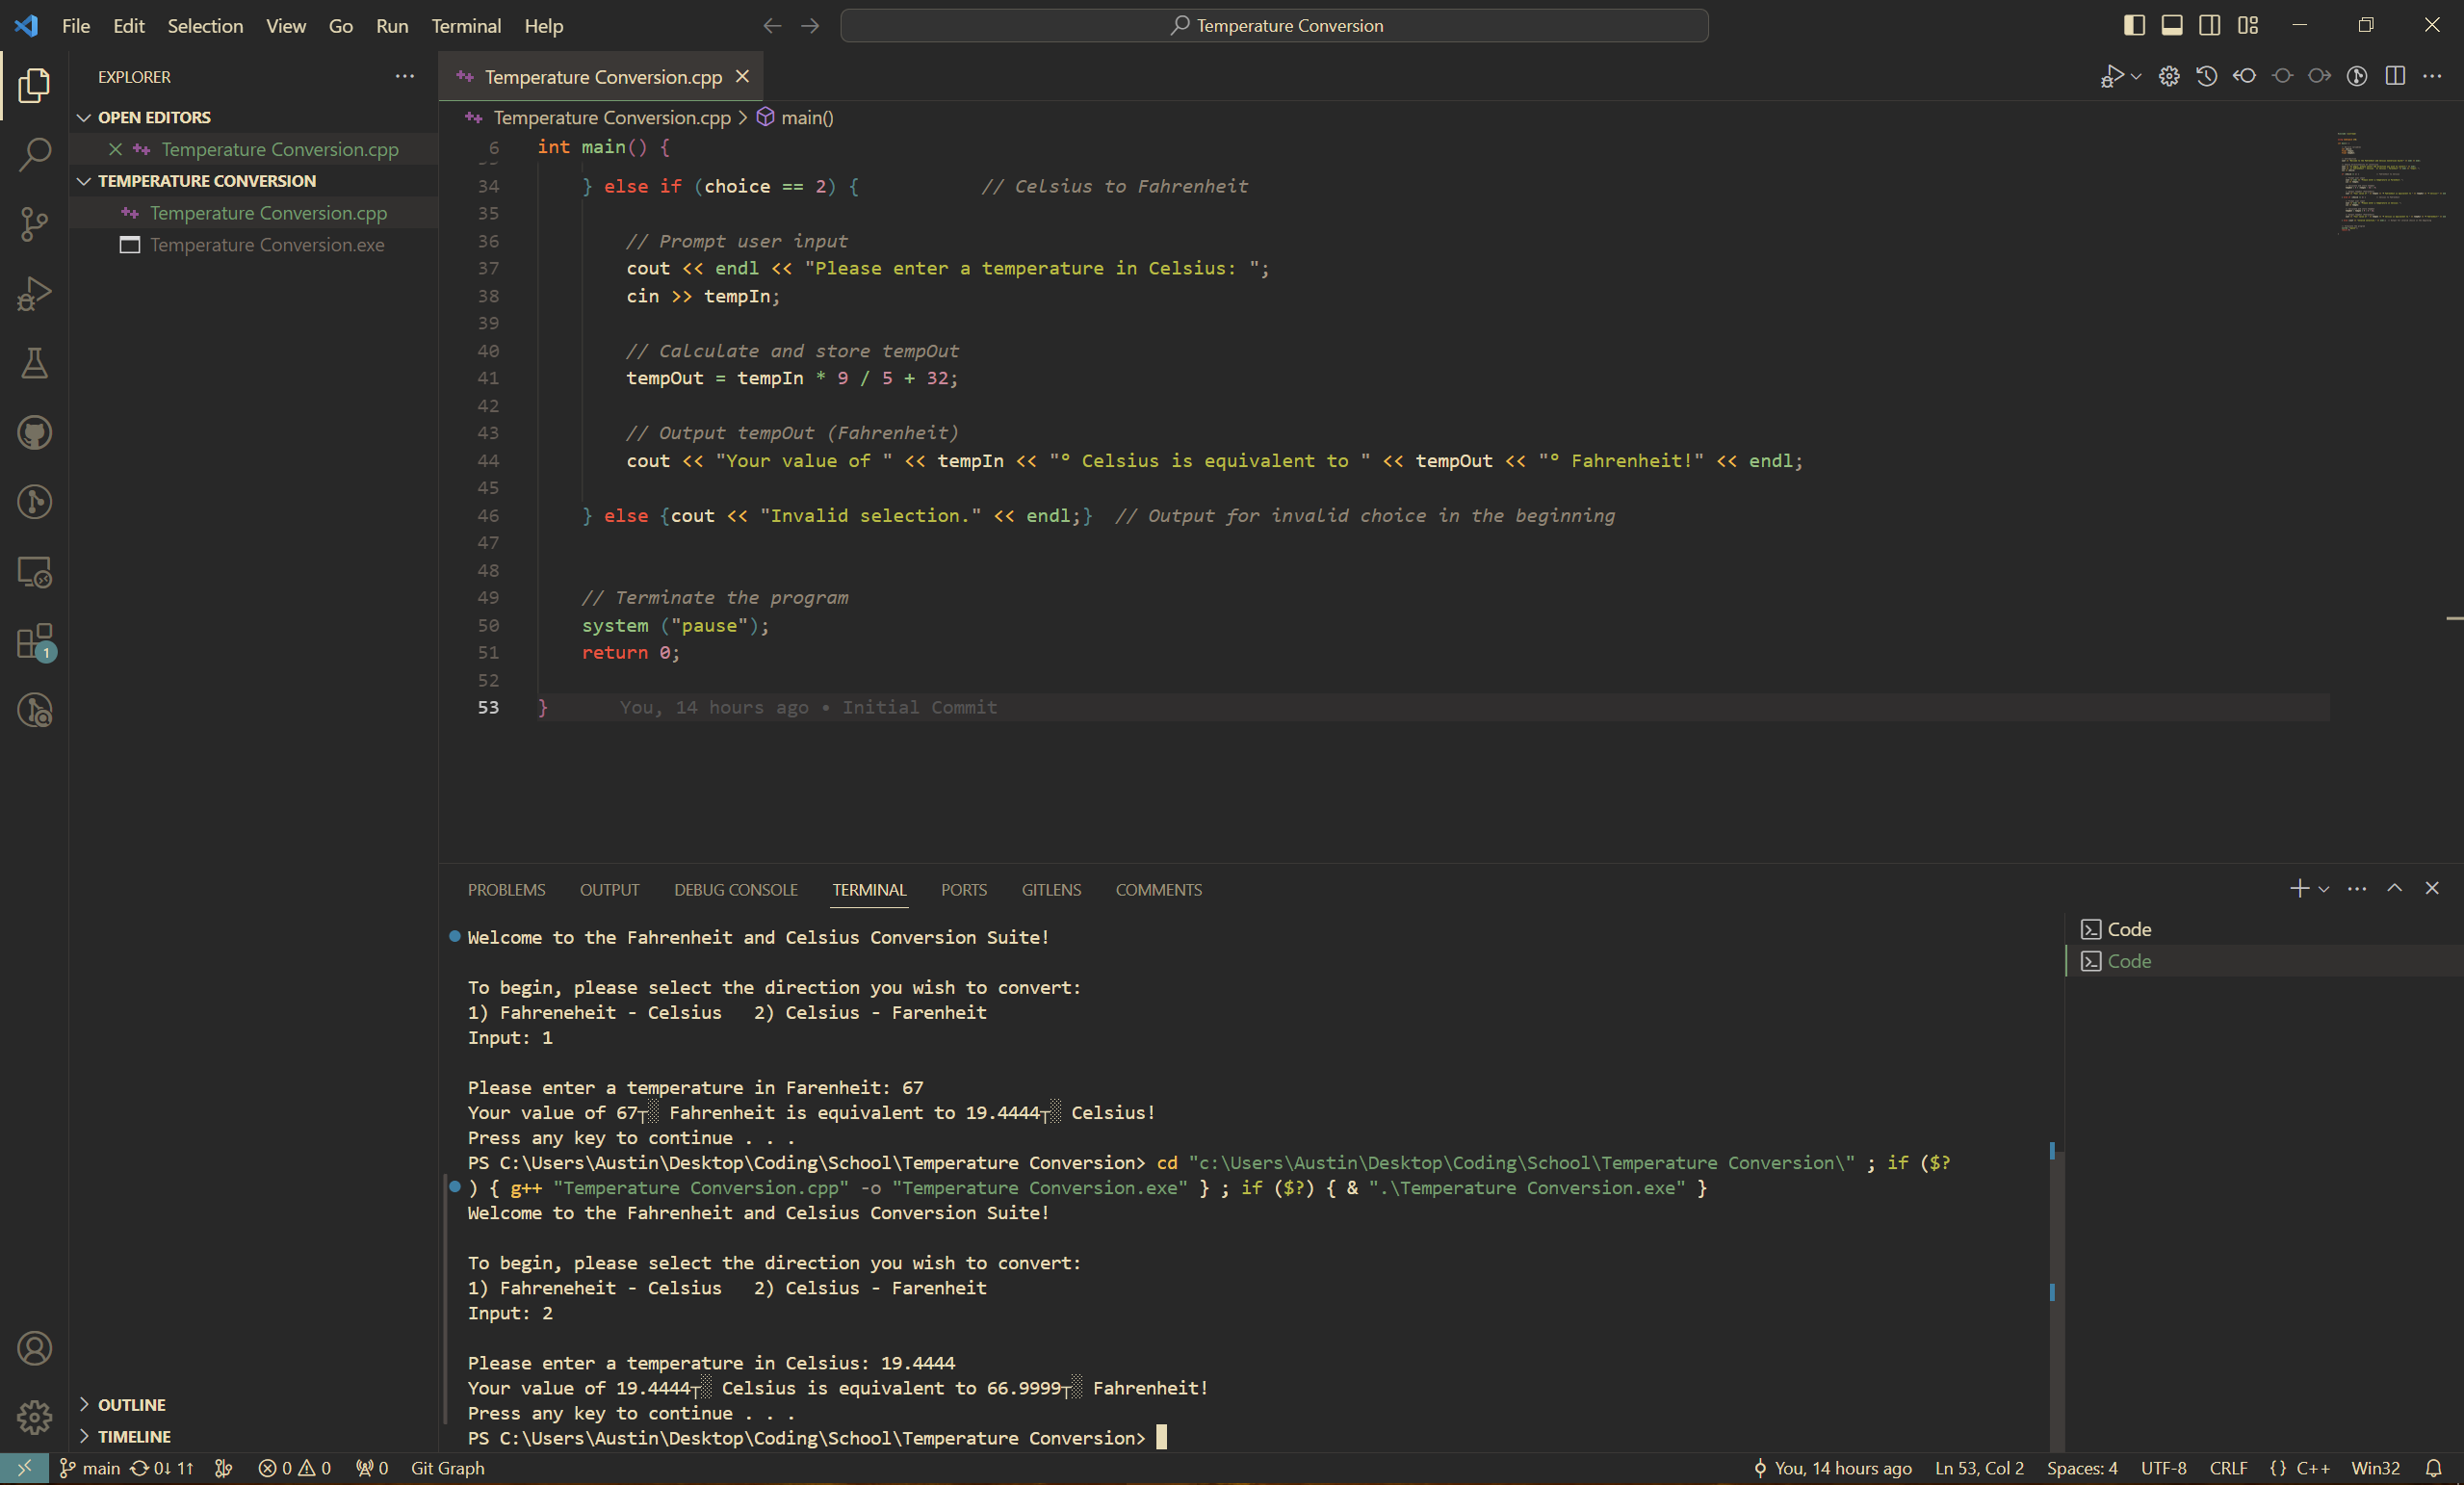 File Edit Selection View Go Run Terminal Help
Temperature Conversion
EXPLORER
OPEN EDITORS
Temperature Conversion.cpp
TEMPERATURE CONVERSION
Temperature Conversion.cpp
Temperature Conversion.exe
OUTLINE
TIMELINE
1
Temperature Conversion.cpp
Temperature Conversion.cpp > main()
6 int main() {
34 } else if (choice == 2) { // Celsius to Fahrenheit
35
36 // Prompt user input
37 cout << endl << "Please enter a temperature in Celsius: ";
38 cin >> tempIn;
39
40 // Calculate and store tempOut
41 tempOut = tempIn * 9 / 5 + 32;
42
43 // Output tempOut (Fahrenheit)
44 cout << "Your value of " << tempIn << "° Celsius is equivalent to " << tempOut << "° Fahrenheit!" << endl;
45
46 } else {cout << "Invalid selection." << endl;} // Output for invalid choice in the beginning
47
48
49 // Terminate the program
50 system ("pause");
51 return 0;
52
53 } You, 14 hours ago • Initial Commit
PROBLEMS OUTPUT DEBUG CONSOLE TERMINAL PORTS GITLENS COMMENTS
Welcome to the Fahrenheit and Celsius Conversion Suite!
To begin, please select the direction you wish to convert:
1) Fahreneheit - Celsius 2) Celsius - Farenheit
Input: 1
Please enter a temperature in Farenheit: 67
Your value of 67┬░ Fahrenheit is equivalent to 19.4444┬░ Celsius!
Press any key to continue . . .
PS C:\Users\Austin\Desktop\Coding\School\Temperature Conversion> cd "c:\Users\Austin\Desktop\Coding\School\Temperature Conversion\" ; if ($?
) { g++ "Temperature Conversion.cpp" -o "Temperature Conversion.exe" } ; if ($?) { & ".\Temperature Conversion.exe" }
Welcome to the Fahrenheit and Celsius Conversion Suite!
To begin, please select the direction you wish to convert:
1) Fahreneheit - Celsius 2) Celsius - Farenheit
Input: 2
Please enter a temperature in Celsius: 19.4444
Your value of 19.4444┬░ Celsius is equivalent to 66.9999┬░ Fahrenheit!
Press any key to continue . . .
PS C:\Users\Austin\Desktop\Coding\School\Temperature Conversion>
Code
Code
main 0↓ 1↑ 0 0 0 Git Graph You, 14 hours ago Ln 53, Col 2 Spaces: 4 UTF-8 CRLF {} C++ Win32